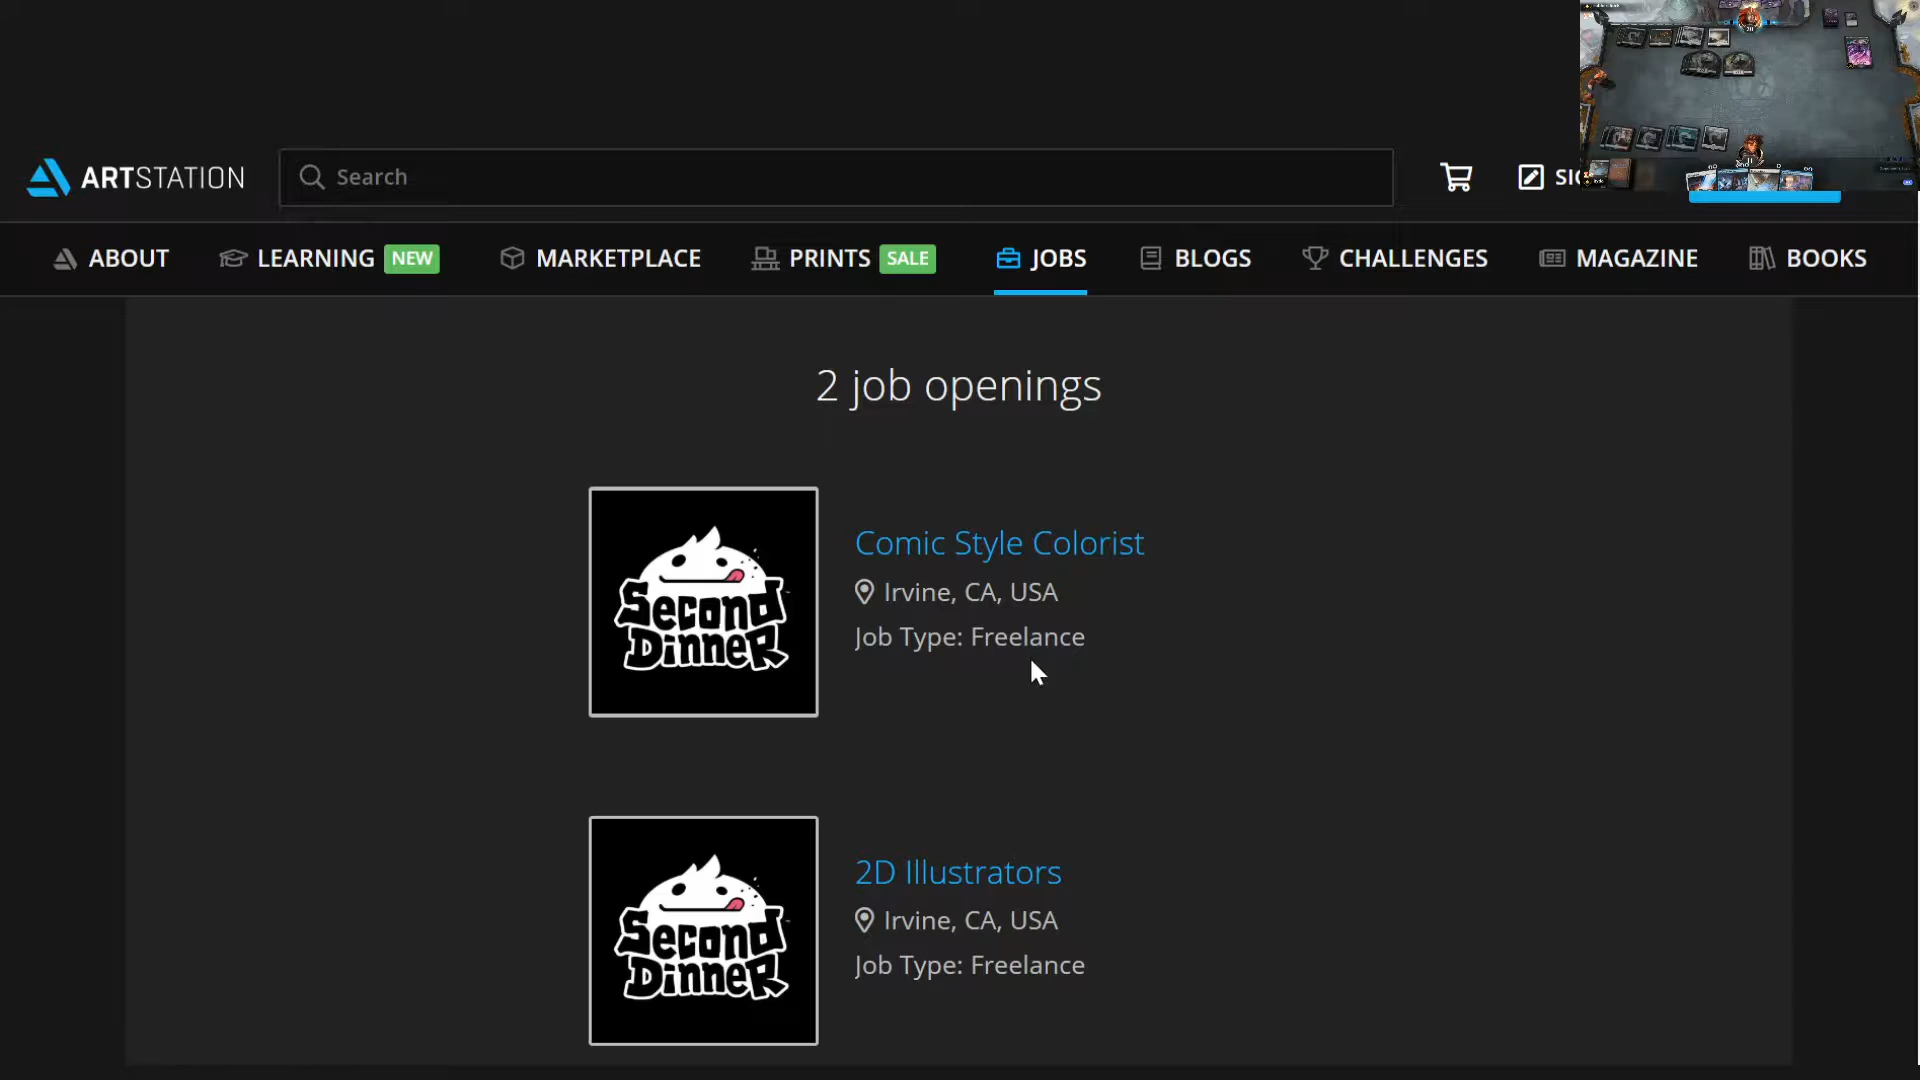 ARTSTATION
Search
SIG
ABOUT
LEARNING NEW
MARKETPLACE
PRINTS SALE
JOBS
BLOGS
CHALLENGES
MAGAZINE
BOOKS
2 job openings
Second
Dinner
Comic Style Colorist
Irvine, CA, USA
Job Type: Freelance
Second
Dinner
2D Illustrators
Irvine, CA, USA
Job Type: Freelance